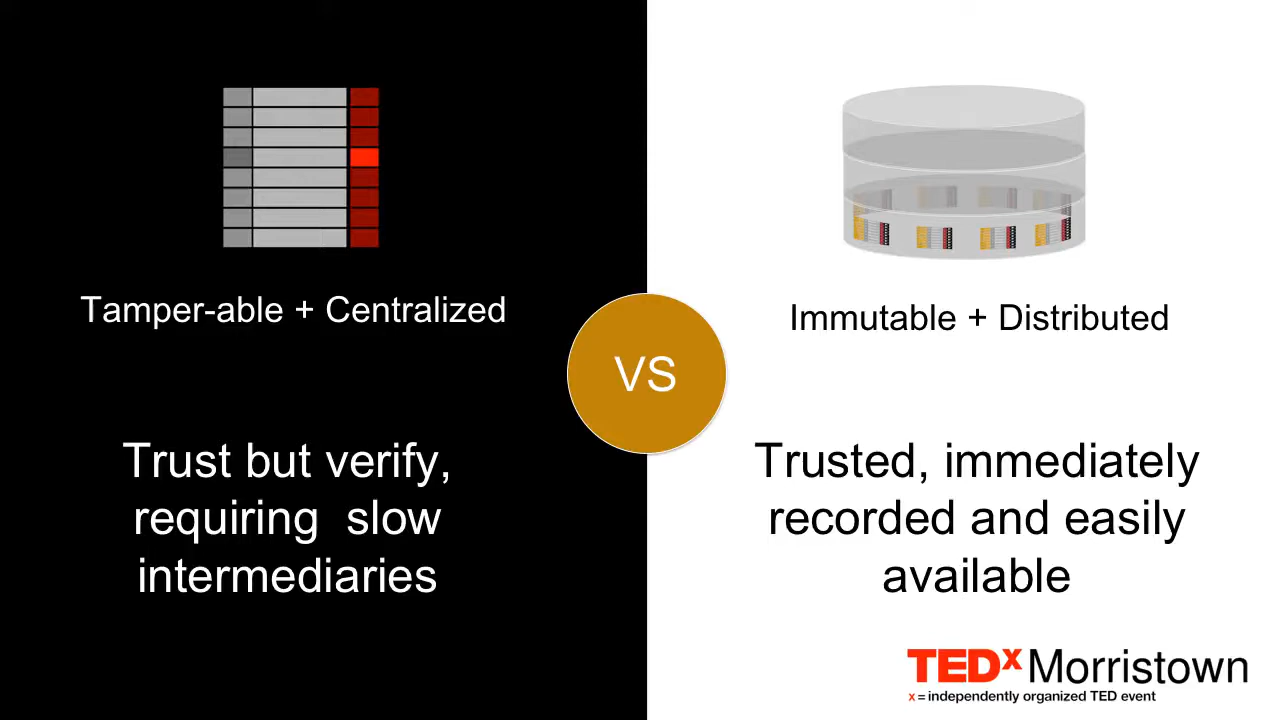 Tamper-able + Centralized
Trust but verify,
requiring  slow
intermediaries
VS
Immutable + Distributed
Trusted, immediately
recorded and easily
available
TEDx Morristown
x = independently organized TED event